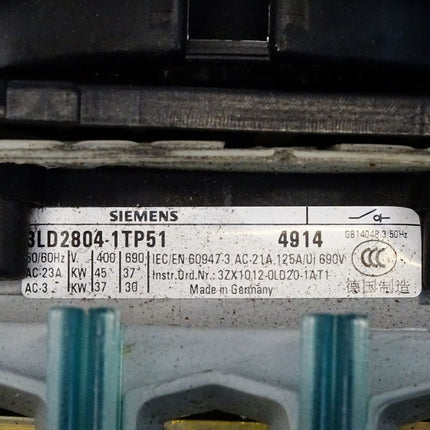 SIEMENS
3LD2804-1TP51 4914 GB14048.3,50Hz
50/60Hz V. 400 690 IEC/EN 60947-3 AC-21A,125A/Ui 690V
AC-23A KW 45 37 Instr.Ord.Nr.: 3ZX1012-0LD20-1AT1
AC-3 KW 37 30 Made in Germany
CCC
德国制造